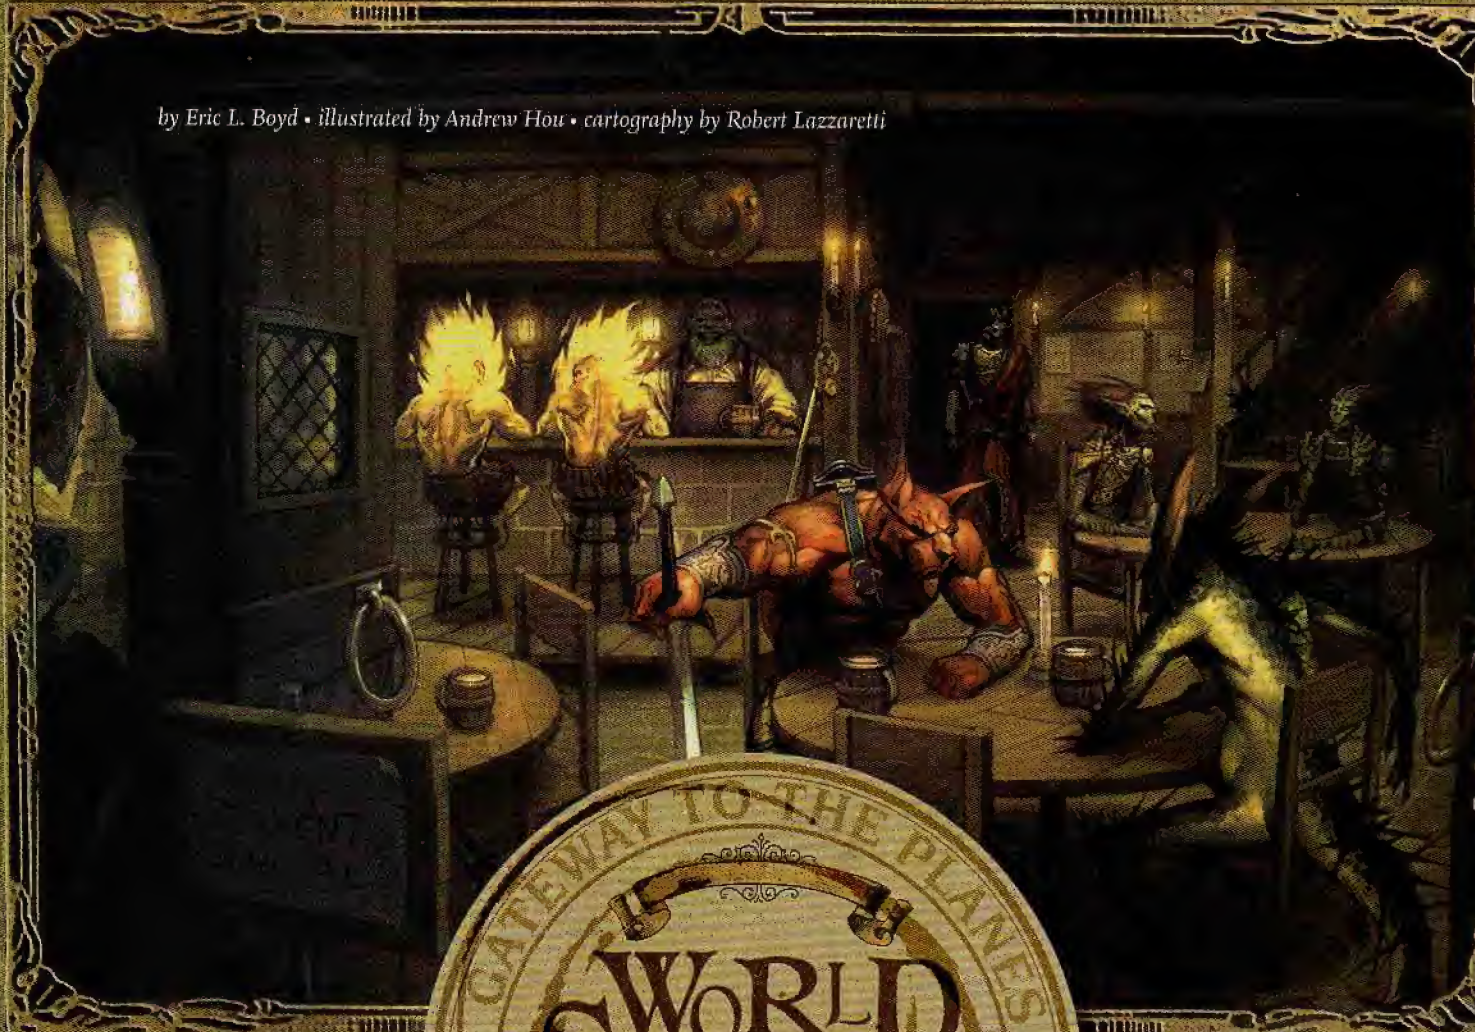 by Eric L. Boyd • illustrated by Andrew Hou • cartography by Robert Lazzaretti
GATEWAY TO THE PLANES
WORLD